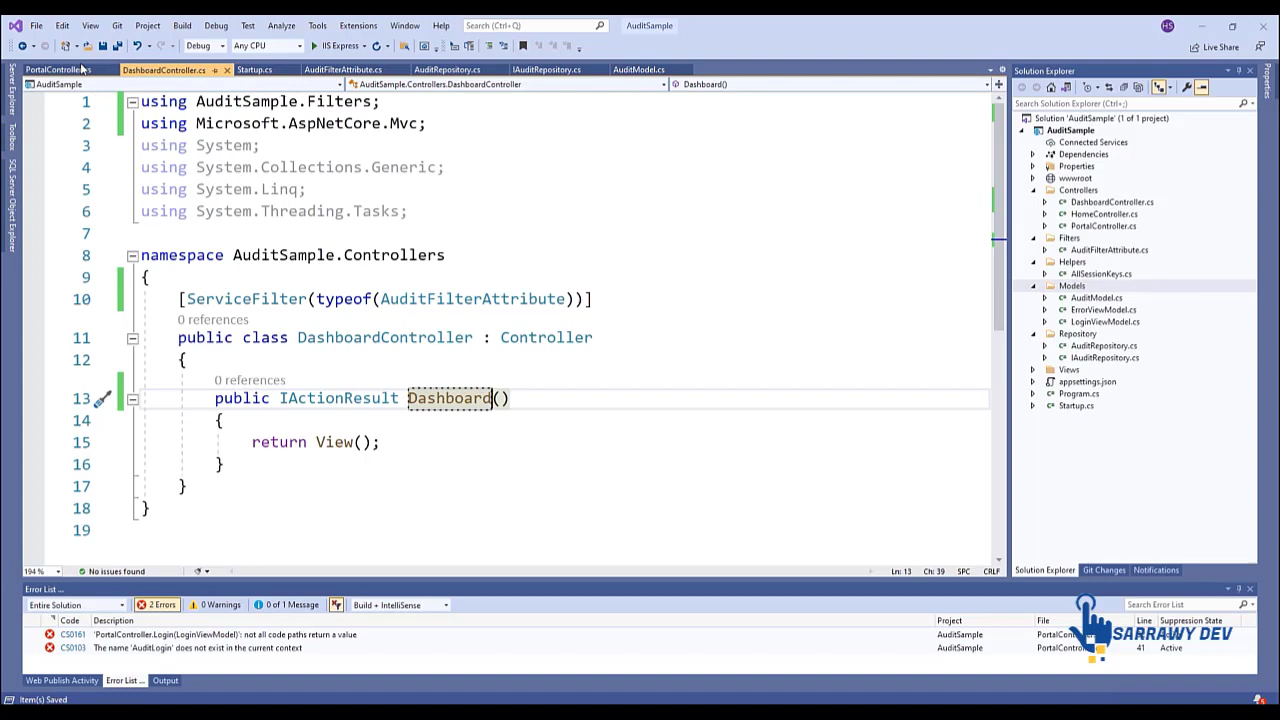 File Edit View Git Project Build Debug Test Analyze Tools Extensions Window Help Search (Ctrl+Q) AuditSample HS
Debug Any CPU IIS Express Live Share
DashboardController.cs Startup.cs AuditFilterAttribute.cs AuditRepository.cs IAuditRepository.cs AuditModel.cs
AuditSample AuditSample.Controllers.DashboardController Dashboard()
Server Explorer
Toolbox
SQL Server Object Explorer
1 using AuditSample.Filters;
2 using Microsoft.AspNetCore.Mvc;
3 using System;
4 using System.Collections.Generic;
5 using System.Linq;
6 using System.Threading.Tasks;
7
8 namespace AuditSample.Controllers
9 {
10 [ServiceFilter(typeof(AuditFilterAttribute))]
0 references
11 public class DashboardController : Controller
12 {
0 references
13 public IActionResult Dashboard()
14 {
15 return View();
16 }
17 }
18 }
19
194 % No issues found Ln: 13 Ch: 39 SPC CRLF
Solution Explorer
Search Solution Explorer (Ctrl+;)
Solution 'AuditSample' (1 of 1 project)
AuditSample
Connected Services
Dependencies
Properties
wwwroot
Controllers
DashboardController.cs
HomeController.cs
PortalController.cs
Filters
AuditFilterAttribute.cs
Helpers
AllSessionKeys.cs
Models
AuditModel.cs
ErrorViewModel.cs
LoginViewModel.cs
Repository
AuditRepository.cs
IAuditRepository.cs
Views
appsettings.json
Program.cs
Startup.cs
Solution Explorer Git Changes Notifications
Properties
Error List ...
Entire Solution 2 Errors 0 Warnings 0 of 1 Message Build + IntelliSense Search Error List
Code Description Project File Line Suppression State
CS0161 'PortalController.Login(LoginViewModel)': not all code paths return a value AuditSample
CS0103 The name 'AuditLogin' does not exist in the current context AuditSample 41 Active
SARRAWY DEV
Web Publish Activity Error List ... Output
Item(s) Saved